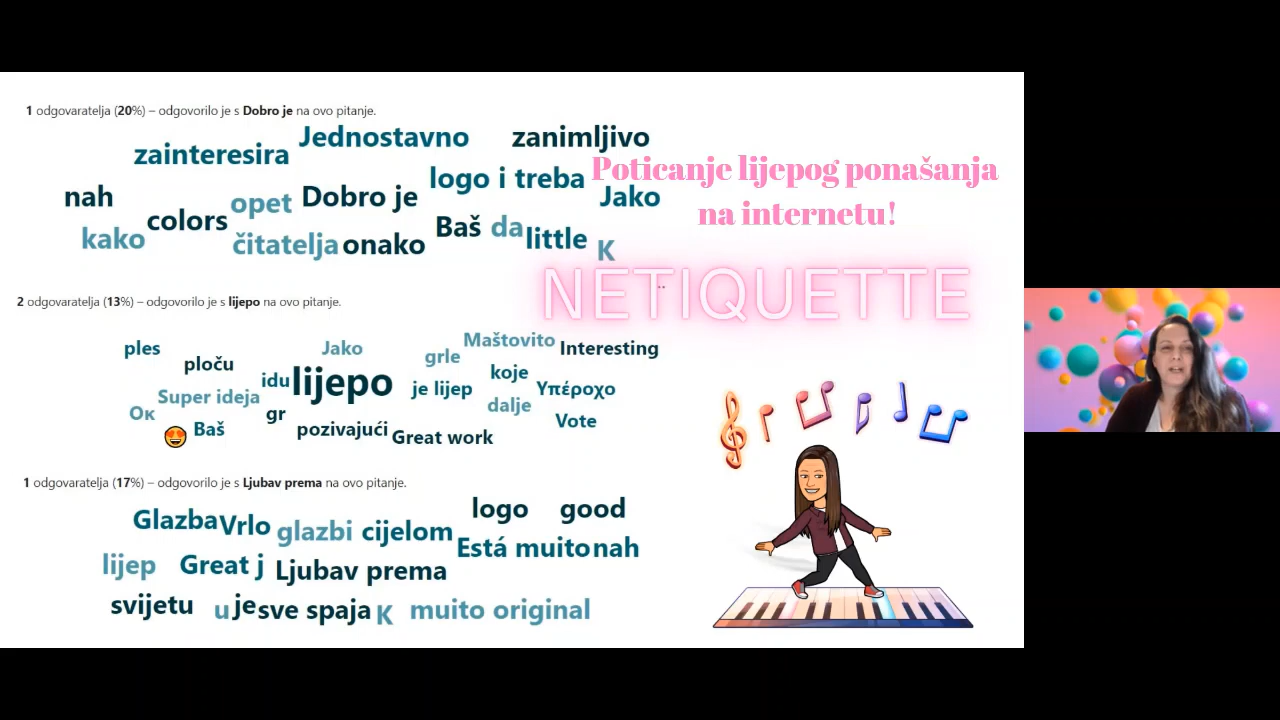 1 odgovaratelja (20%) – odgovorilo je s Dobro je na ovo pitanje.
Jednostavno zanimljivo
zainteresira
logo i treba
nah opet Dobro je Jako
colors Baš da little
kako čitatelja onako K
Poticanje lijepog ponašanja
na internetu!
NETIQUETTE
2 odgovaratelja (13%) – odgovorilo je s lijepo na ovo pitanje.
ples Jako Maštovito Interesting
ploču grle
idu lijepo je lijep koje Υπέροχο
Super ideja dalje
Οκ gr Vote
Baš pozivajući Great work
1 odgovaratelja (17%) – odgovorilo je s Ljubav prema na ovo pitanje.
logo good
Glazba Vrlo glazbi cijelom
Está muito nah
lijep Great j Ljubav prema
svijetu u je sve spaja K muito original